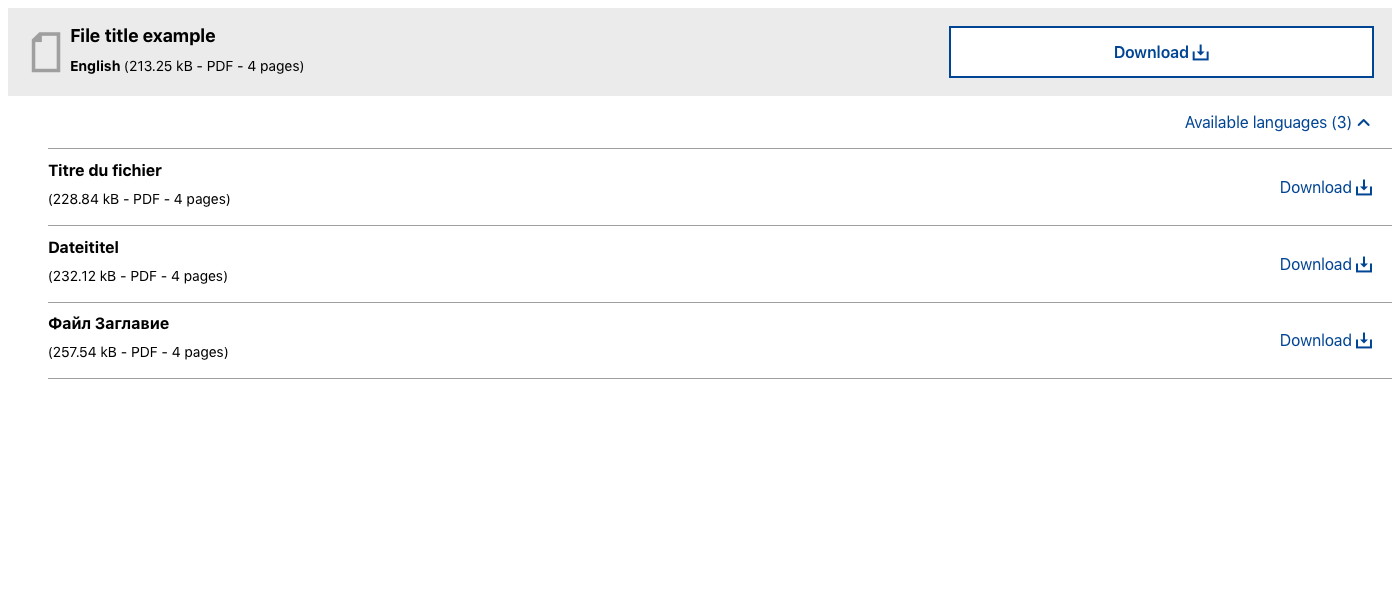 File title example
English (213.25 kB - PDF - 4 pages)
Download
Available languages (3)
Titre du fichier
(228.84 kB - PDF - 4 pages)
Download
Dateititel
(232.12 kB - PDF - 4 pages)
Download
Файл Заглавие
(257.54 kB - PDF - 4 pages)
Download